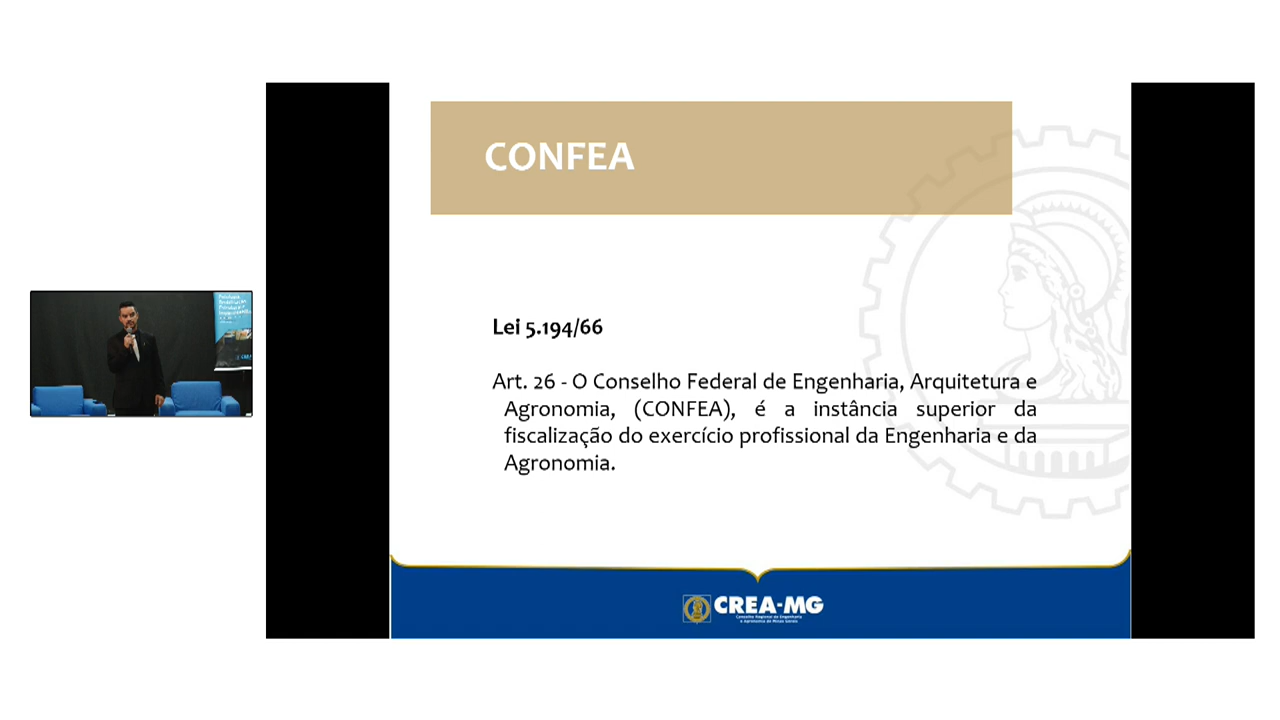 CONFEA
Lei 5.194/66
Art. 26 - O Conselho Federal de Engenharia, Arquitetura e
Agronomia, (CONFEA), é a instância superior da
fiscalização do exercício profissional da Engenharia e da
Agronomia.
CREA-MG
Conselho Regional de Engenharia
e Agronomia de Minas Gerais